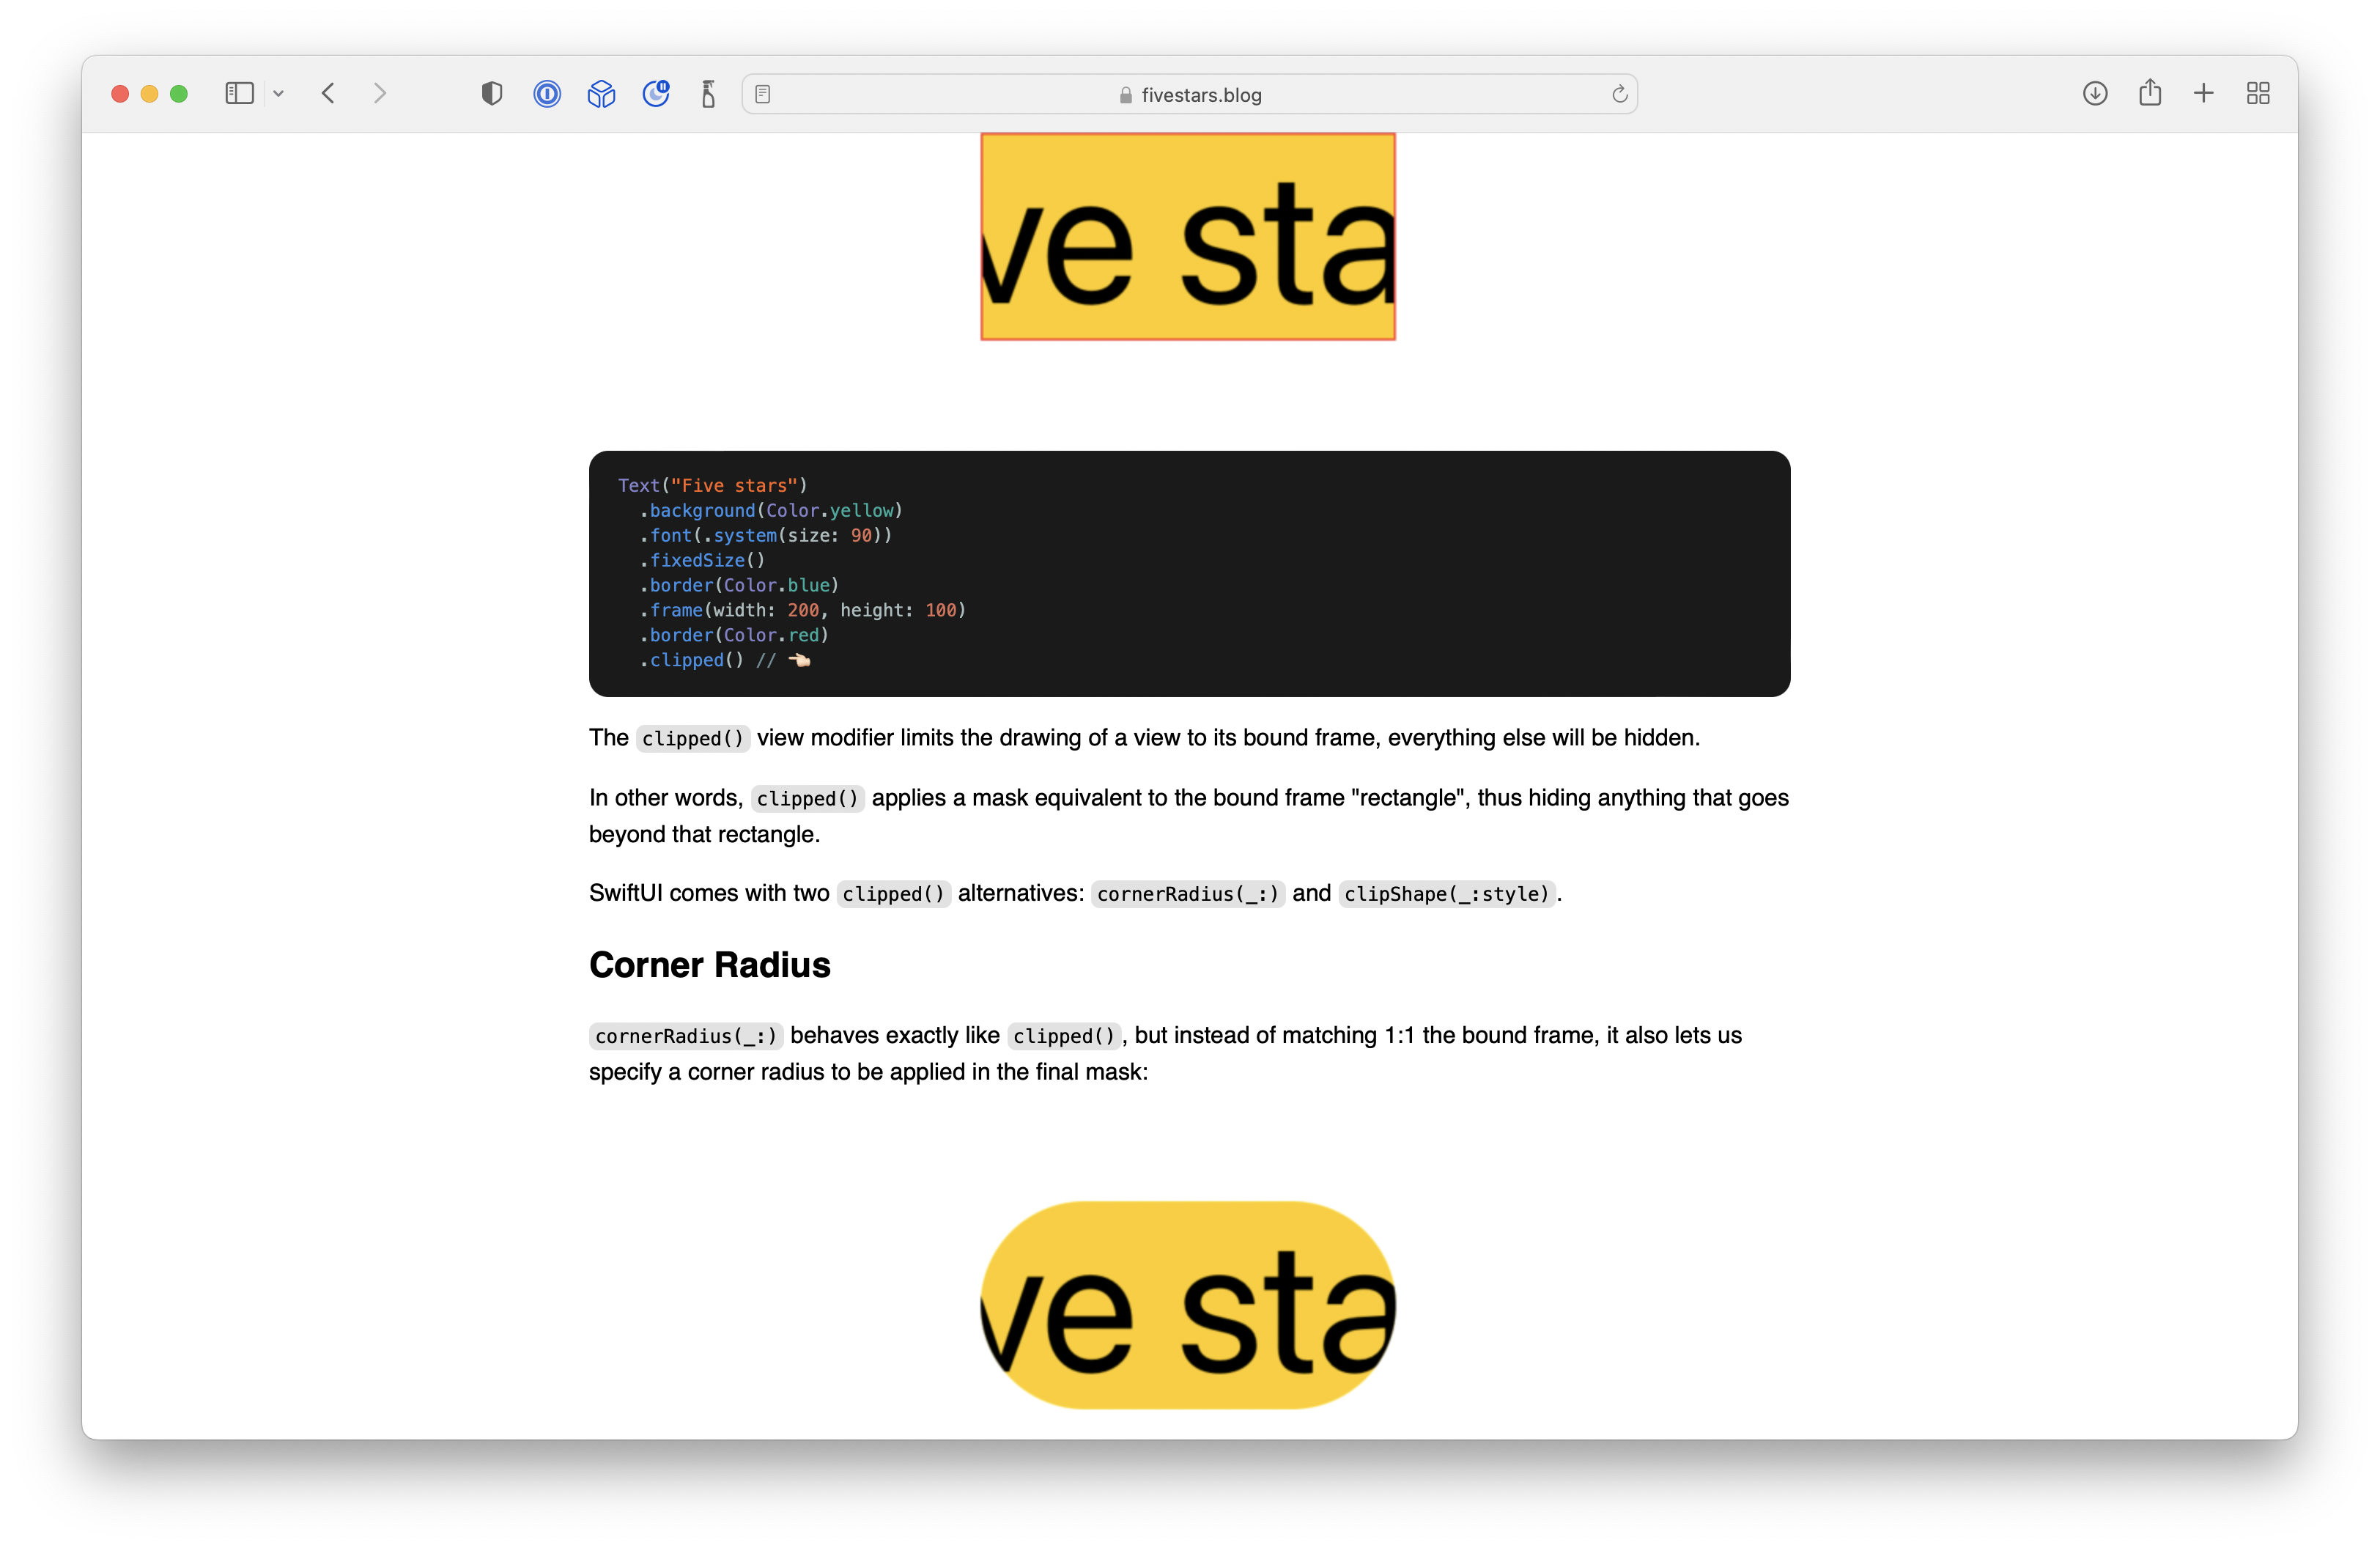 fivestars.blog
ve sta
Text("Five stars")
  .background(Color.yellow)
  .font(.system(size: 90))
  .fixedSize()
  .border(Color.blue)
  .frame(width: 200, height: 100)
  .border(Color.red)
  .clipped() // 👈🏻
The clipped() view modifier limits the drawing of a view to its bound frame, everything else will be hidden.
In other words, clipped() applies a mask equivalent to the bound frame "rectangle", thus hiding anything that goes
beyond that rectangle.
SwiftUI comes with two clipped() alternatives: cornerRadius(_:) and clipShape(_:style).
Corner Radius
cornerRadius(_:) behaves exactly like clipped(), but instead of matching 1:1 the bound frame, it also lets us
specify a corner radius to be applied in the final mask:
ve sta